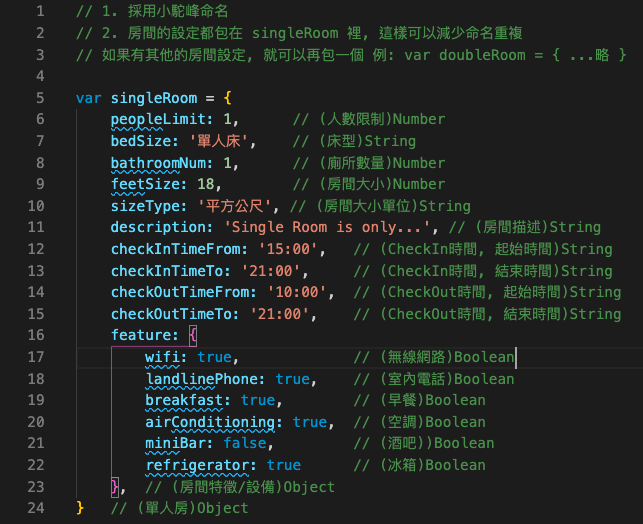 1 // 1. 採用小駝峰命名
2 // 2. 房間的設定都包在 singleRoom 裡, 這樣可以減少命名重複
3 // 如果有其他的房間設定, 就可以再包一個 例: var doubleRoom = { ...略 }
4
5 var singleRoom = {
6 peopleLimit: 1, // (人數限制)Number
7 bedSize: '單人床', // (床型)String
8 bathroomNum: 1, // (廁所數量)Number
9 feetSize: 18, // (房間大小)Number
10 sizeType: '平方公尺', // (房間大小單位)String
11 description: 'Single Room is only...', // (房間描述)String
12 checkInTimeFrom: '15:00', // (CheckIn時間, 起始時間)String
13 checkInTimeTo: '21:00', // (CheckIn時間, 結束時間)String
14 checkOutTimeFrom: '10:00', // (CheckOut時間, 起始時間)String
15 checkOutTimeTo: '21:00', // (CheckOut時間, 結束時間)String
16 feature: {
17 wifi: true, // (無線網路)Boolean
18 landlinePhone: true, // (室內電話)Boolean
19 breakfast: true, // (早餐)Boolean
20 airConditioning: true, // (空調)Boolean
21 miniBar: false, // (酒吧))Boolean
22 refrigerator: true // (冰箱)Boolean
23 }, // (房間特徵/設備)Object
24 } // (單人房)Object